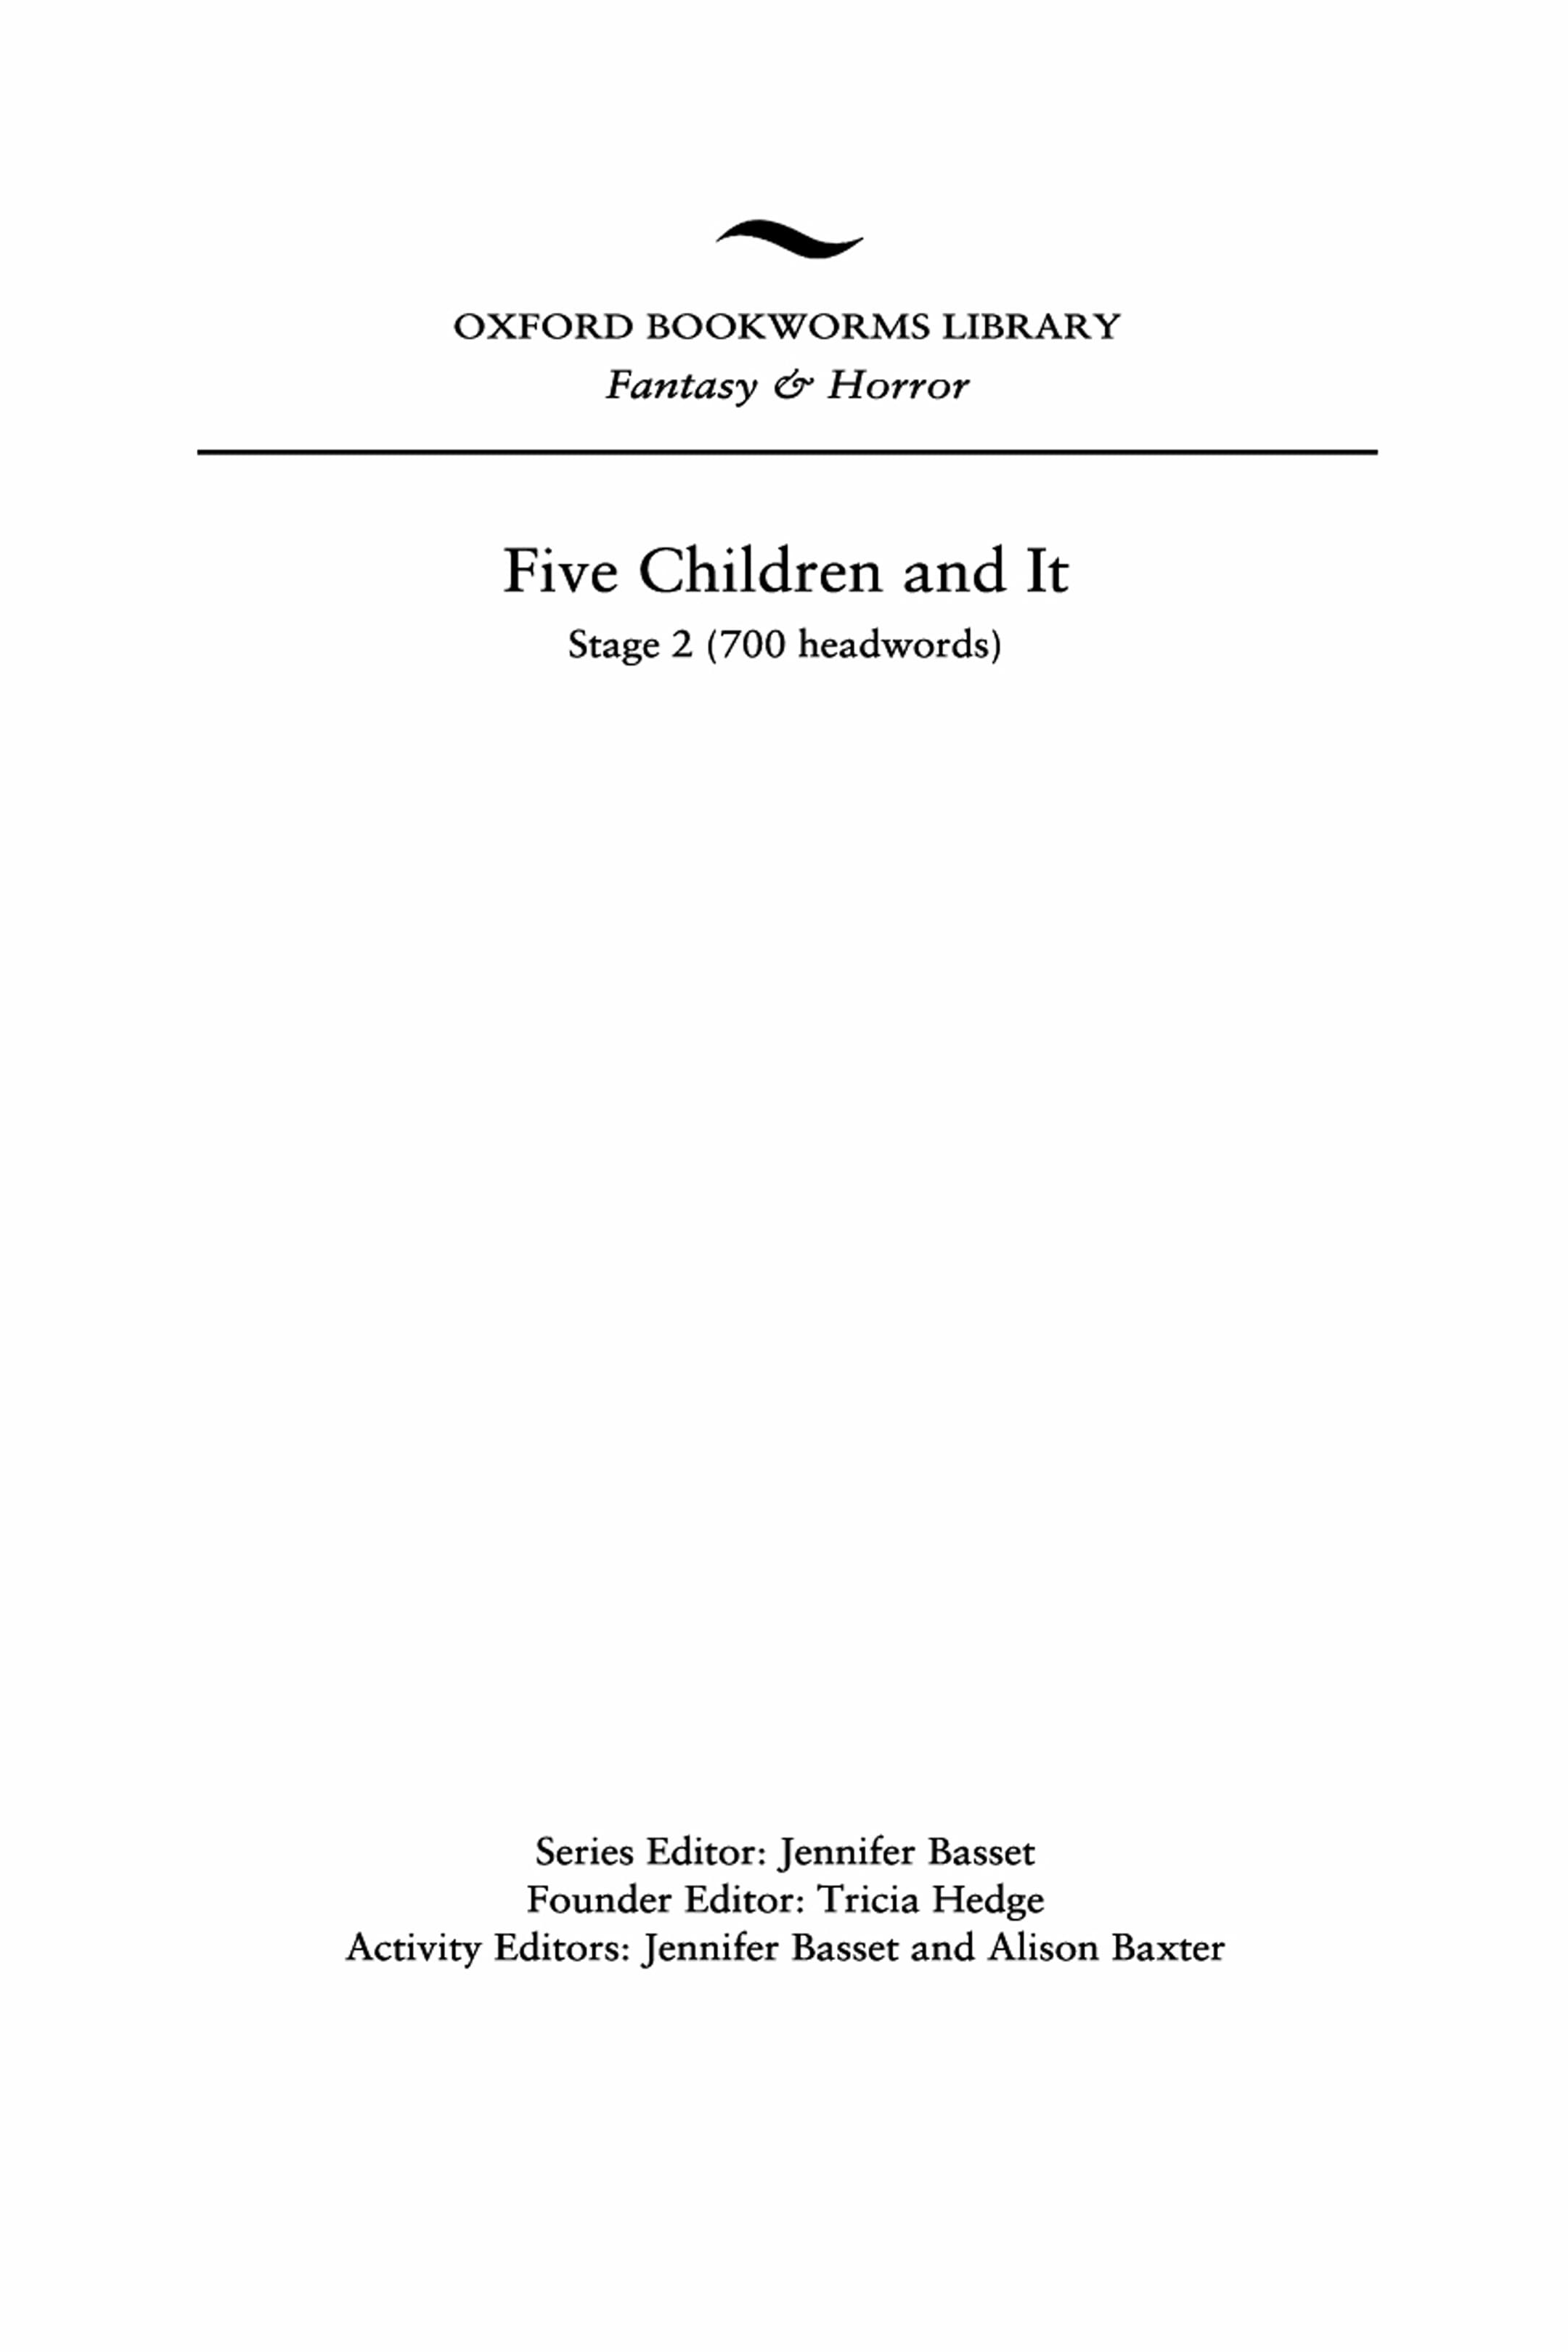 OXFORD BOOKWORMS LIBRARY
Fantasy & Horror
Five Children and It
Stage 2 (700 headwords)
Series Editor: Jennifer Basset
Founder Editor: Tricia Hedge
Activity Editors: Jennifer Basset and Alison Baxter